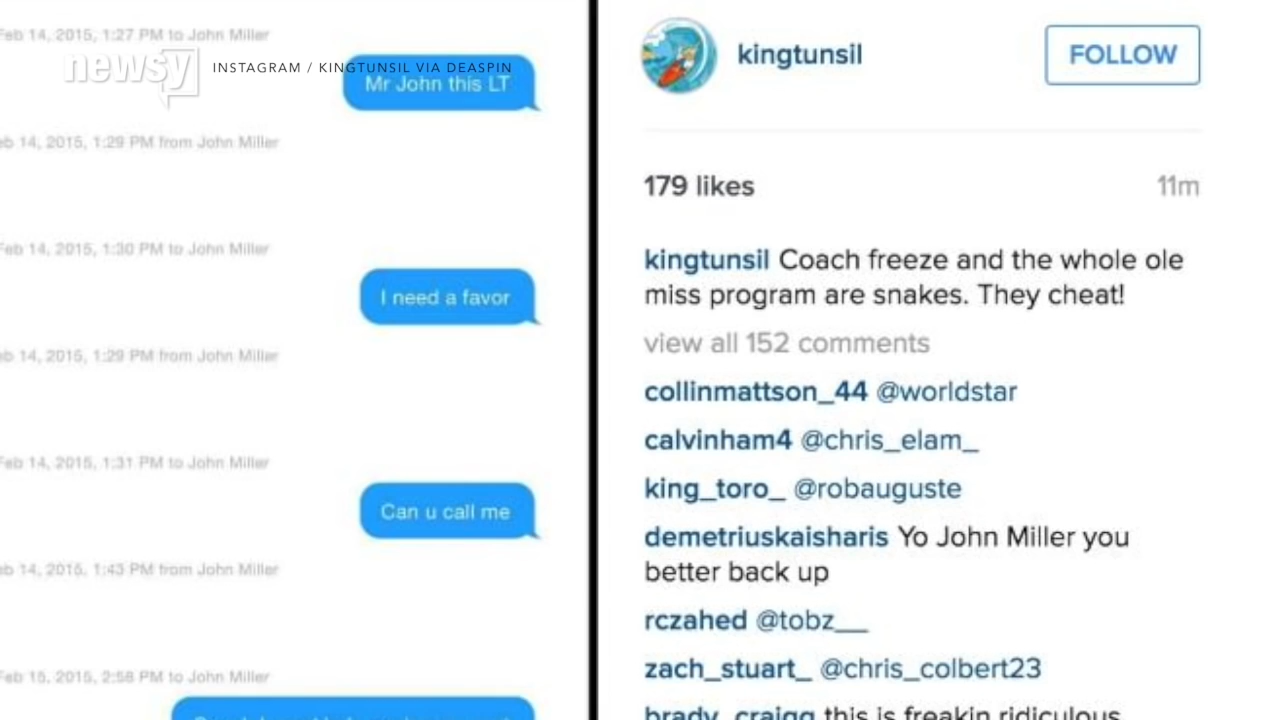 Feb 14, 2015, 1:27 PM to John Miller
newsy
INSTAGRAM / KINGTUNSIL VIA DEASPIN
Mr John this LT
eb 14, 2015, 1:29 PM from John Miller
Feb 14, 2015, 1:30 PM to John Miller
I need a favor
eb 14, 2015, 1:29 PM from John Miller
Feb 14, 2015, 1:31 PM to John Miller
Can u call me
eb 14, 2015, 1:43 PM from John Miller
Feb 15, 2015, 2:58 PM to John Miller
kingtunsil
FOLLOW
179 likes
11m
kingtunsil Coach freeze and the whole ole
miss program are snakes. They cheat!
view all 152 comments
collinmattson_44 @worldstar
calvinham4 @chris_elam_
king_toro_ @robauguste
demetriuskaisharis Yo John Miller you
better back up
rczahed @tobz__
zach_stuart_ @chris_colbert23
brady_craigg this is freakin ridiculous